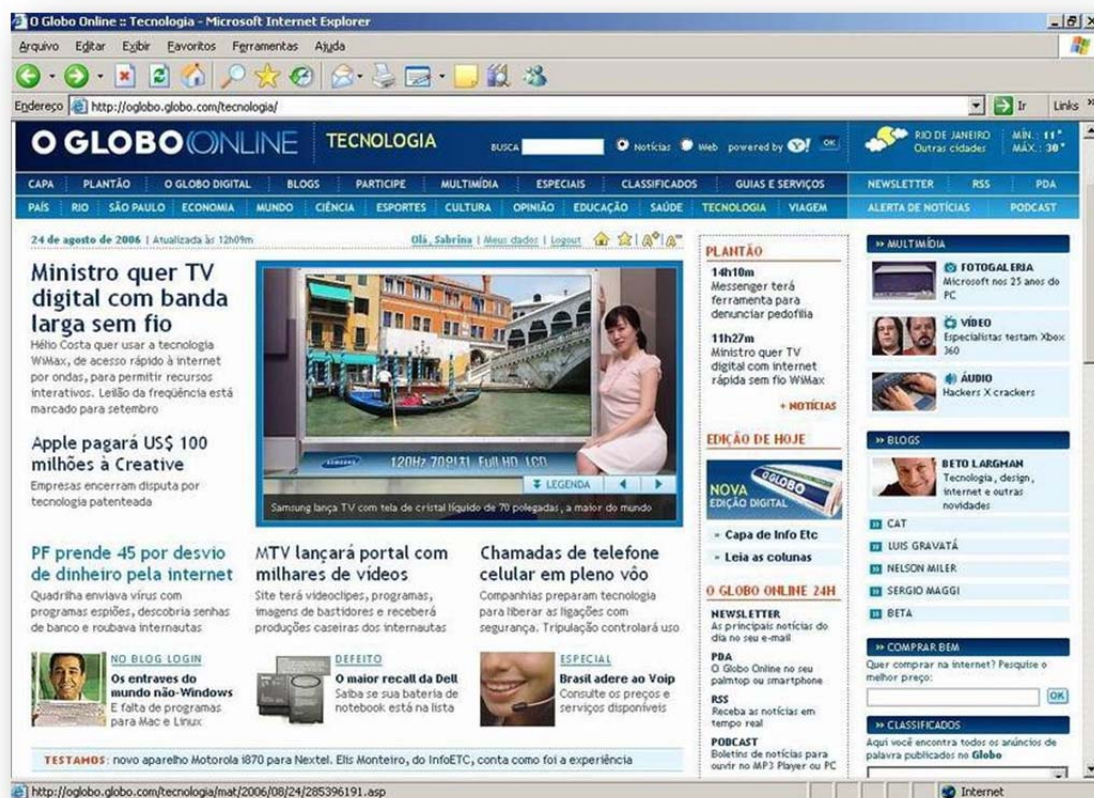 O Globo Online :: Tecnologia - Microsoft Internet Explorer
Arquivo Editar Exibir Favoritos Ferramentas Ajuda
Endereço http://oglobo.globo.com/tecnologia/ Ir Links »
O GLOBO ONLINE TECNOLOGIA BUSCA Notícias Web powered by Y! OK
RIO DE JANEIRO MÍN.: 11°
Outras cidades MÁX.: 30°
CAPA PLANTÃO O GLOBO DIGITAL BLOGS PARTICIPE MULTIMÍDIA ESPECIAIS CLASSIFICADOS GUIAS E SERVIÇOS NEWSLETTER RSS PDA
PAÍS RIO SÃO PAULO ECONOMIA MUNDO CIÊNCIA ESPORTES CULTURA OPINIÃO EDUCAÇÃO SAÚDE TECNOLOGIA VIAGEM ALERTA DE NOTÍCIAS PODCAST
24 de agosto de 2006 | Atualizada às 12h09m Olá, Sabrina | Meus dados | Logout A+ | A-
Ministro quer TV
digital com banda
larga sem fio
Hélio Costa quer usar a tecnologia
WiMax, de acesso rápido à internet
por ondas, para permitir recursos
interativos. Leilão da freqüência está
marcado para setembro
Apple pagará US$ 100
milhões à Creative
Empresas encerram disputa por
tecnologia patenteada
SAMSUNG
LEGENDA
Samsung lança TV com tela de cristal líquido de 70 polegadas, a maior do mundo
PF prende 45 por desvio
de dinheiro pela internet
Quadrilha enviava vírus com
programas espiões, descobria senhas
de banco e roubava internautas
MTV lançará portal com
milhares de vídeos
Site terá videoclipes, programas,
imagens de bastidores e receberá
produções caseiras dos internautas
Chamadas de telefone
celular em pleno vôo
Companhias preparam tecnologia
para liberar as ligações com
segurança. Tripulação controlará uso
NO BLOG LOGIN
Os entraves do
mundo não-Windows
E falta de programas
para Mac e Linux
DEFEITO
O maior recall da Dell
Saiba se sua bateria de
notebook está na lista
ESPECIAL
Brasil adere ao Voip
Consulte os preços e
serviços disponíveis
TESTAMOS: novo aparelho Motorola i870 para Nextel. Elis Monteiro, do InfoETC, conta como foi a experiência
PLANTÃO
14h10m
Messenger terá
ferramenta para
denunciar pedofilia
11h27m
Ministro quer TV
digital com internet
rápida sem fio WiMax
+ NOTÍCIAS
EDIÇÃO DE HOJE
O GLOBO
NOVA
EDIÇÃO DIGITAL
» Capa de Info Etc
» Leia as colunas
O GLOBO ONLINE 24H
NEWSLETTER
As principais notícias do
dia no seu e-mail
PDA
O Globo Online no seu
palmtop ou smartphone
RSS
Receba as notícias em
tempo real
PODCAST
Boletins de notícias para
ouvir no MP3 Player ou PC
» MULTIMÍDIA
FOTOGALERIA
Microsoft nos 25 anos do
PC
VÍDEO
Especialistas testam Xbox
360
ÁUDIO
Hackers X crackers
» BLOGS
BETO LARGMAN
Tecnologia, design,
internet e outras
novidades
CAT
LUIS GRAVATÁ
NELSON MILER
SERGIO MAGGI
BETA
» COMPRAR BEM
Quer comprar na internet? Pesquise o
melhor preço:
OK
» CLASSIFICADOS
Aqui você encontra todos os anúncios de
palavra publicados no Globo
http://oglobo.globo.com/tecnologia/mat/2006/08/24/285396191.asp Internet